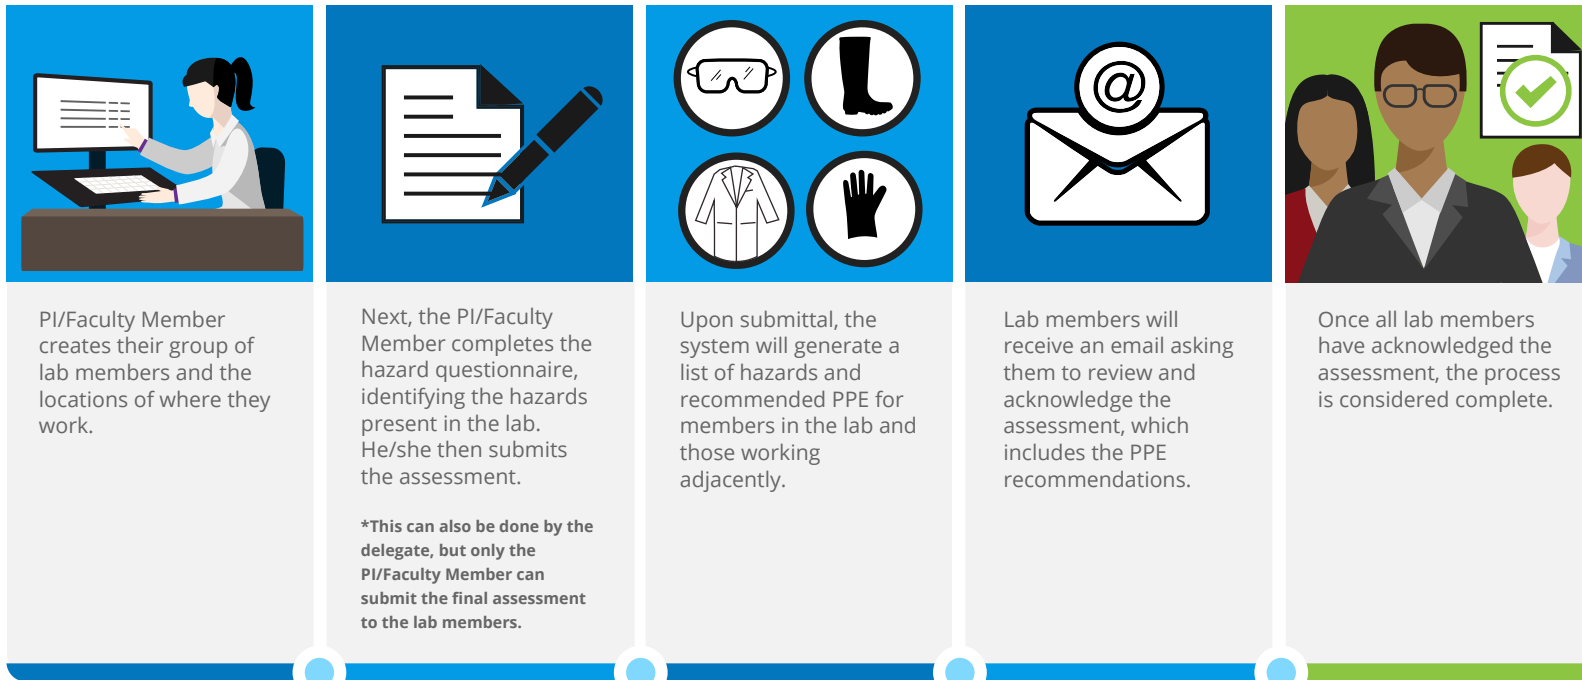 PI/Faculty Member
creates their group of
lab members and the
locations of where they
work.
Next, the PI/Faculty
Member completes the
hazard questionnaire,
identifying the hazards
present in the lab.
He/she then submits
the assessment.
*This can also be done by the
delegate, but only the
PI/Faculty Member can
submit the final assessment
to the lab members.
Upon submittal, the
system will generate a
list of hazards and
recommended PPE for
members in the lab and
those working
adjacently.
@
Lab members will
receive an email asking
them to review and
acknowledge the
assessment, which
includes the PPE
recommendations.
Once all lab members
have acknowledged the
assessment, the process
is considered complete.